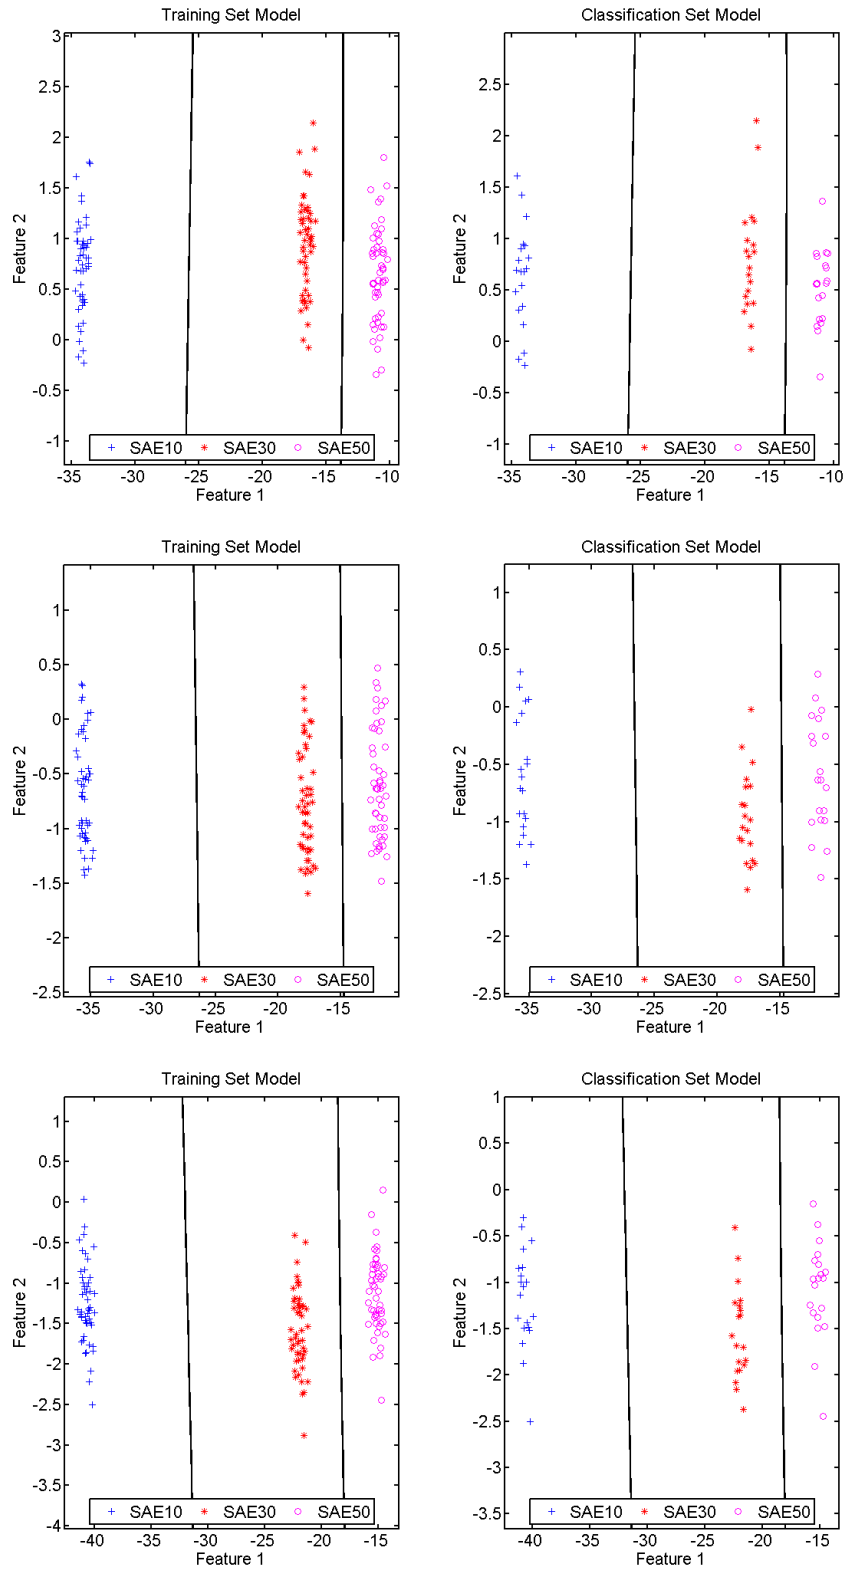 Training Set Model
Classification Set Model
3
2.5
2
1.5
1
0.5
0
-0.5
-1
Feature 2
SAE10 SAE30 SAE50
-35 -30 -25 -20 -15 -10
Feature 1
2.5
2
1.5
1
0.5
0
-0.5
-1
Feature 2
SAE10 SAE30 SAE50
-35 -30 -25 -20 -15 -10
Feature 1
Training Set Model
Classification Set Model
1
0.5
0
-0.5
-1
-1.5
-2
-2.5
Feature 2
SAE10 SAE30 SAE50
-35 -30 -25 -20 -15
Feature 1
1
0.5
0
-0.5
-1
-1.5
-2
-2.5
Feature 2
SAE10 SAE30 SAE50
-35 -30 -25 -20 -15
Feature 1
Training Set Model
Classification Set Model
1
0.5
0
-0.5
-1
-1.5
-2
-2.5
-3
-3.5
-4
Feature 2
SAE10 SAE30 SAE50
-40 -35 -30 -25 -20 -15
Feature 1
1
0.5
0
-0.5
-1
-1.5
-2
-2.5
-3
-3.5
Feature 2
SAE10 SAE30 SAE50
-40 -35 -30 -25 -20 -15
Feature 1